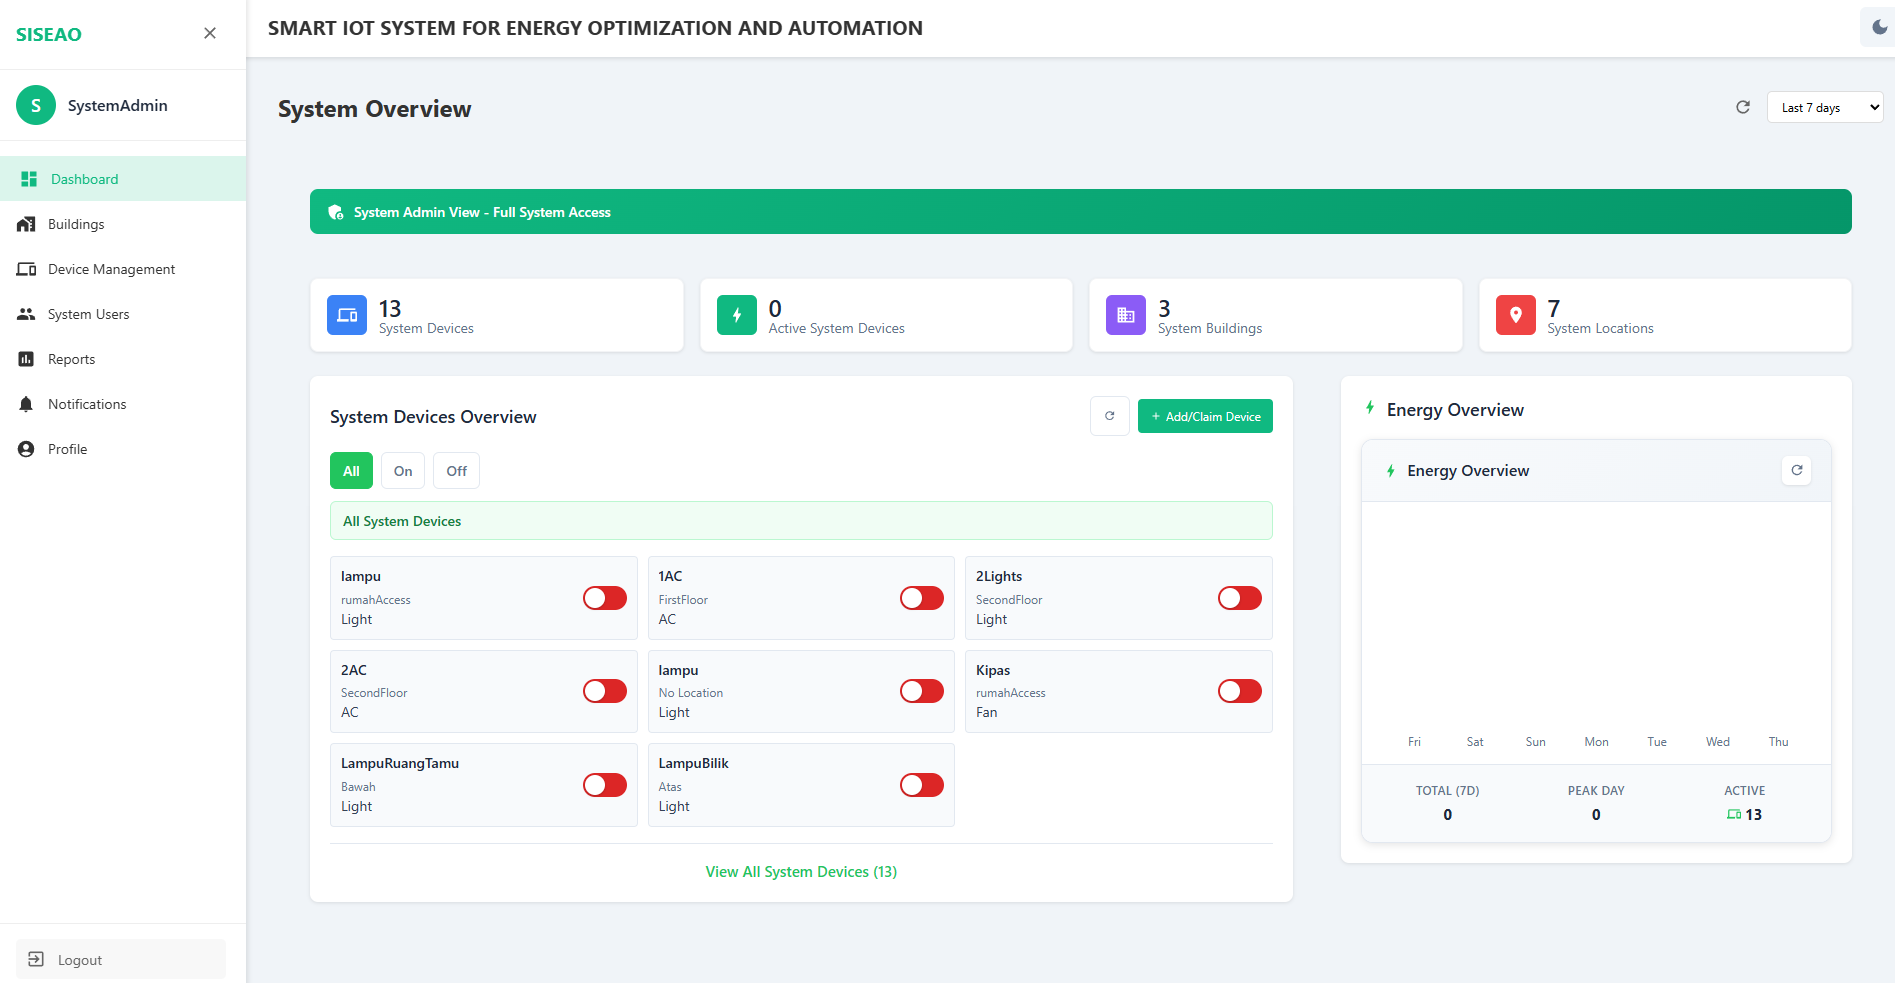 SISEAO
SMART IOT SYSTEM FOR ENERGY OPTIMIZATION AND AUTOMATION
S
SystemAdmin
Dashboard
Buildings
Device Management
System Users
Reports
Notifications
Profile
Logout
System Overview
Last 7 days
System Admin View - Full System Access
13
System Devices
0
Active System Devices
3
System Buildings
7
System Locations
System Devices Overview
+ Add/Claim Device
All
On
Off
All System Devices
lampu
rumahAccess
Light
1AC
FirstFloor
AC
2Lights
SecondFloor
Light
2AC
SecondFloor
AC
lampu
No Location
Light
Kipas
rumahAccess
Fan
LampuRuangTamu
Bawah
Light
LampuBilik
Atas
Light
View All System Devices (13)
Energy Overview
Energy Overview
Fri Sat Sun Mon Tue Wed Thu
TOTAL (7D)
0
PEAK DAY
0
ACTIVE
13